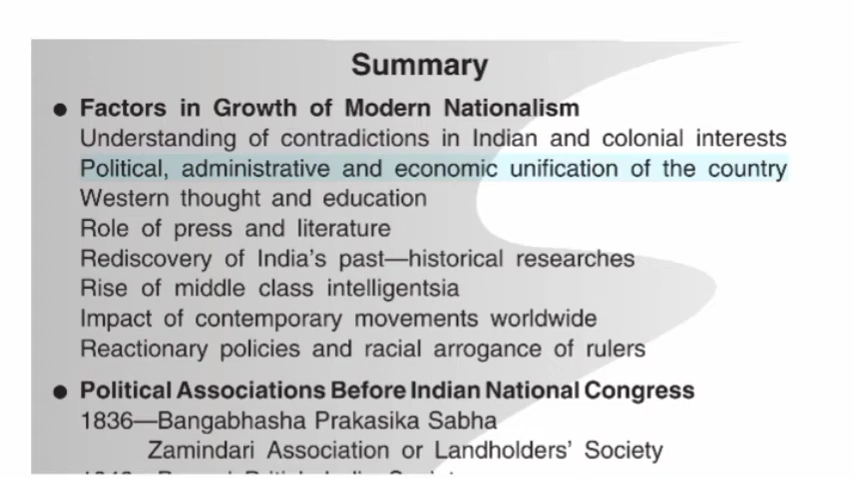 Summary
● Factors in Growth of Modern Nationalism
Understanding of contradictions in Indian and colonial interests
Political, administrative and economic unification of the country
Western thought and education
Role of press and literature
Rediscovery of India's past—historical researches
Rise of middle class intelligentsia
Impact of contemporary movements worldwide
Reactionary policies and racial arrogance of rulers
● Political Associations Before Indian National Congress
1836—Bangabhasha Prakasika Sabha
Zamindari Association or Landholders' Society